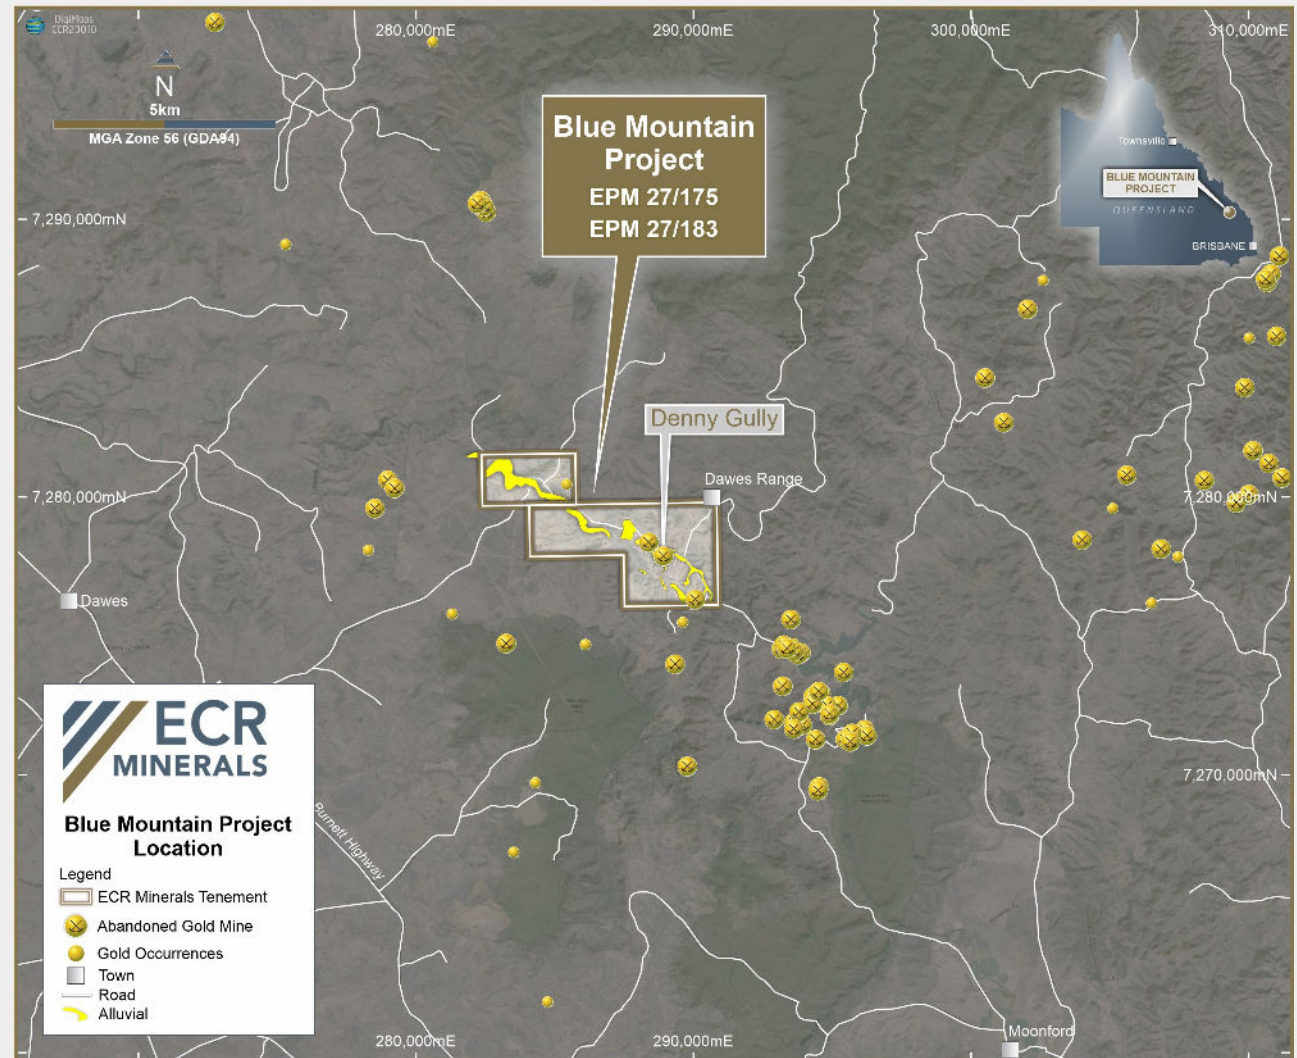 DigiMaps
ECR23010
280,000mE
290,000mE
300,000mE
310,000mE
N
5km
MGA Zone 56 (GDA94)
Blue Mountain
Project
EPM 27/175
EPM 27/183
Townsville
BLUE MOUNTAIN
PROJECT
QUEENSLAND
BRISBANE
7,290,000mN
Denny Gully
Dawes Range
7,280,000mN
7,280,000mN
Dawes
7,270,000mN
Burnett Highway
ECR
MINERALS
Blue Mountain Project
Location
Legend
ECR Minerals Tenement
Abandoned Gold Mine
Gold Occurrences
Town
Road
Alluvial
280,000mE
290,000mE
Moonford